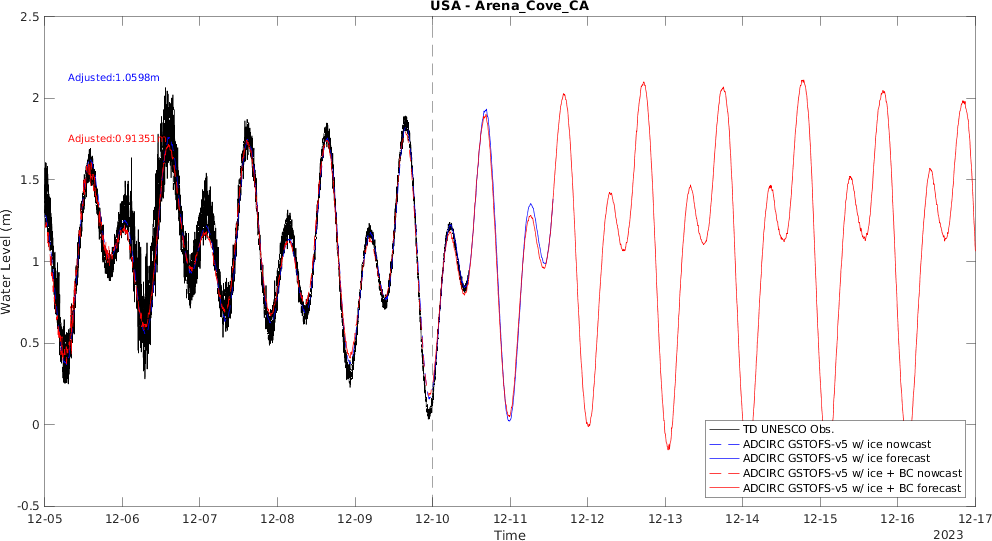 USA - Arena_Cove_CA
2.5
2
1.5
1
0.5
0
-0.5
Water Level (m)
Adjusted:1.0598m
Adjusted:0.91351m
TD UNESCO Obs.
ADCIRC GSTOFS-v5 w/ ice nowcast
ADCIRC GSTOFS-v5 w/ ice forecast
ADCIRC GSTOFS-v5 w/ ice + BC nowcast
ADCIRC GSTOFS-v5 w/ ice + BC forecast
12-05 12-06 12-07 12-08 12-09 12-10 12-11 12-12 12-13 12-14 12-15 12-16 12-17
Time
2023